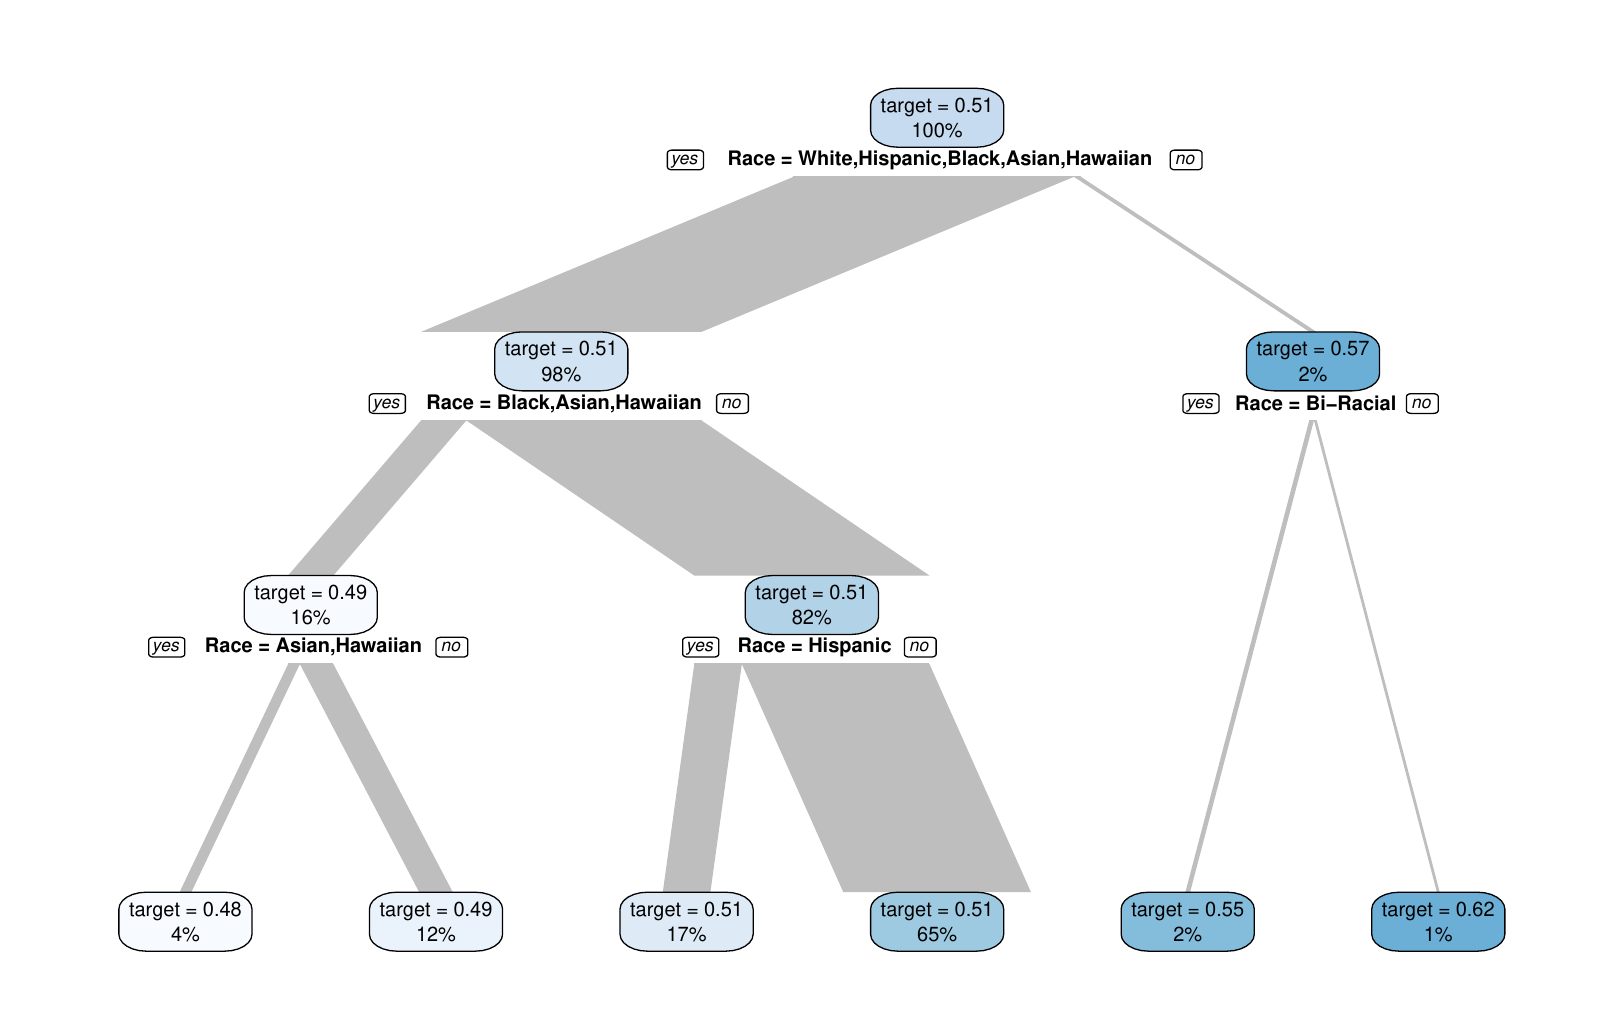 target = 0.51
100%
yes Race = White,Hispanic,Black,Asian,Hawaiian no
target = 0.51
98%
yes Race = Black,Asian,Hawaiian no
target = 0.57
2%
yes Race = Bi−Racial no
target = 0.49
16%
yes Race = Asian,Hawaiian no
target = 0.51
82%
yes Race = Hispanic no
target = 0.48
4%
target = 0.49
12%
target = 0.51
17%
target = 0.51
65%
target = 0.55
2%
target = 0.62
1%